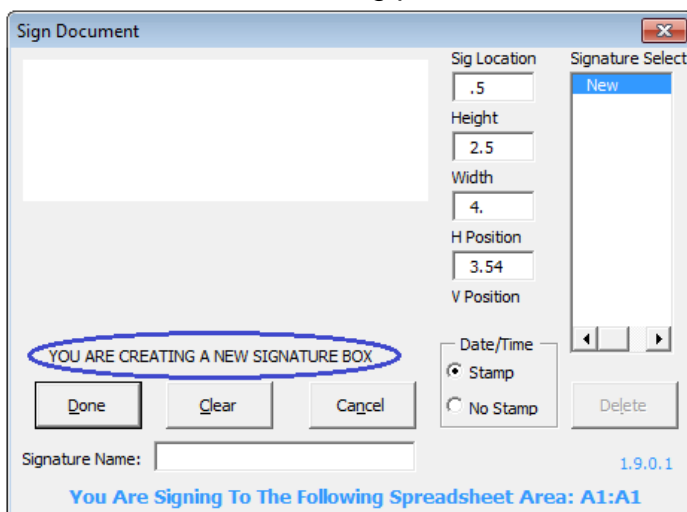 Sign Document
Sig Location
Signature Select
.5
New
Height
2.5
Width
4.
H Position
3.54
V Position
YOU ARE CREATING A NEW SIGNATURE BOX
Date/Time
Stamp
No Stamp
Done
Clear
Cancel
Delete
Signature Name:
1.9.0.1
You Are Signing To The Following Spreadsheet Area: A1:A1